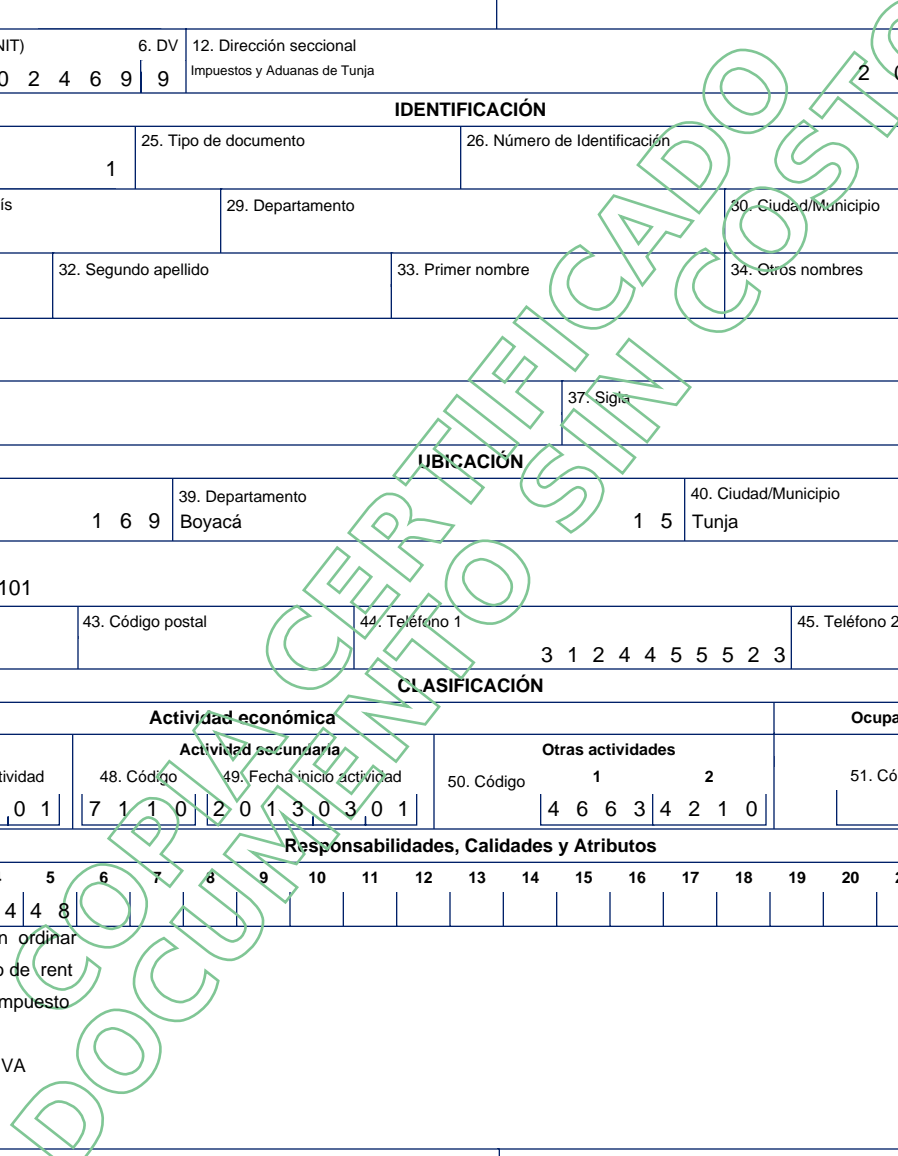 NIT) 6. DV 12. Dirección seccional
0 2 4 6 9 9 9 Impuestos y Aduanas de Tunja 2 0
IDENTIFICACIÓN
25. Tipo de documento 26. Número de Identificación
1
ís 29. Departamento 30. Ciudad/Municipio
32. Segundo apellido 33. Primer nombre 34. Otros nombres
37. Sigla
UBICACIÓN
39. Departamento 40. Ciudad/Municipio
1 6 9 Boyacá 1 5 Tunja
101
43. Código postal 44. Teléfono 1 45. Teléfono 2
3 1 2 4 4 5 5 5 2 3
CLASIFICACIÓN
Actividad económica Ocupa
Actividad secundaria Otras actividades
tividad 48. Código 49. Fecha inicio actividad 50. Código 1 2 51. Có
0 1 7 1 1 0 2 0 1 3 0 3 0 1 4 6 6 3 4 2 1 0
Responsabilidades, Calidades y Atributos
5 6 7 8 9 10 11 12 13 14 15 16 17 18 19 20
4 4 8
n ordinar
o de rent
mpuesto
VA
COPIA CERTIFICADO
DOCUMENTO SIN COSTO